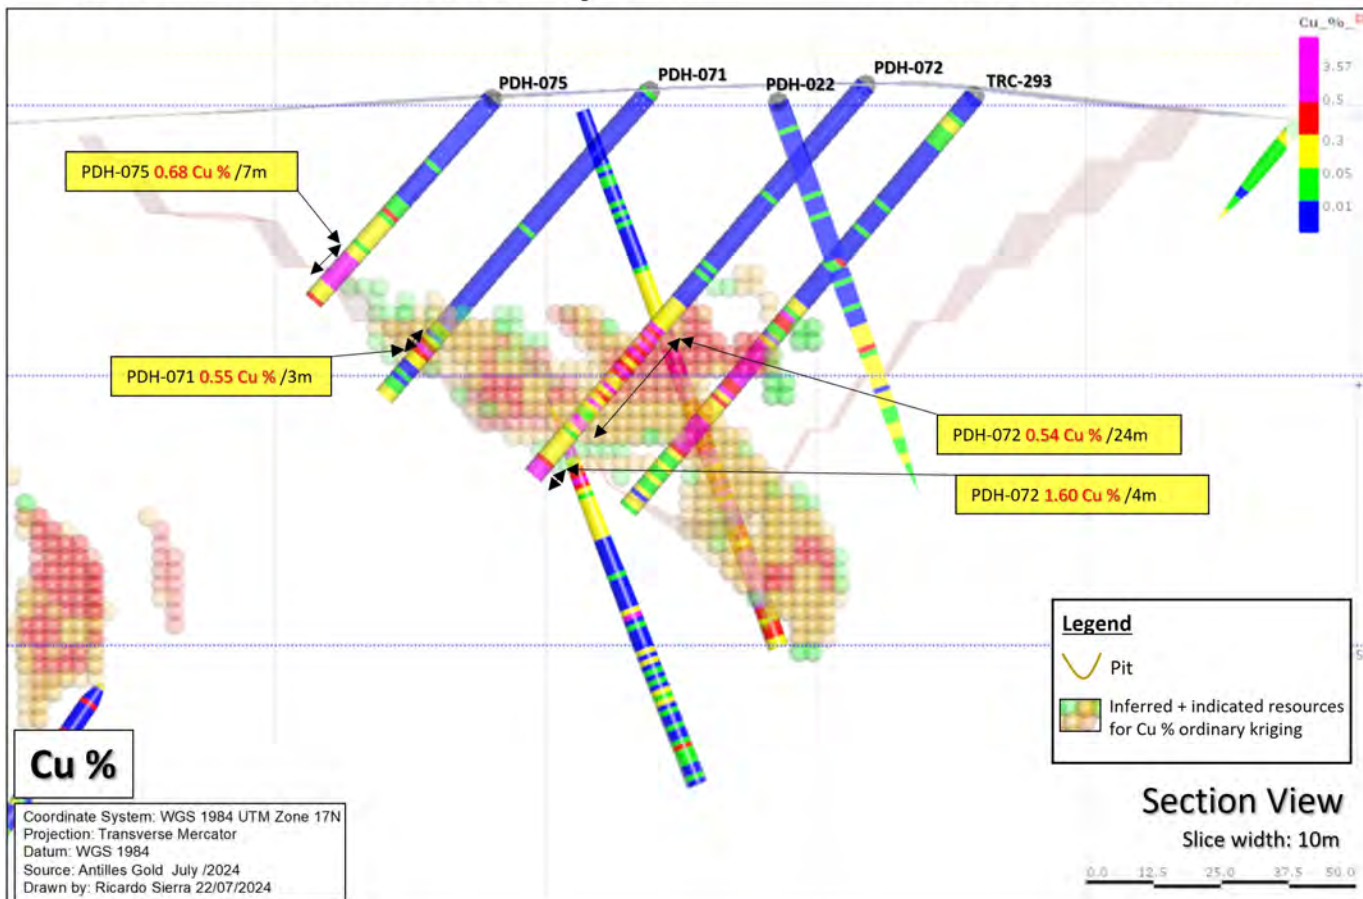 Cu_%_
3.57
0.5
0.3
0.05
0.01
PDH-075
PDH-071
PDH-022
PDH-072
TRC-293
PDH-075 0.68 Cu % /7m
PDH-071 0.55 Cu % /3m
PDH-072 0.54 Cu % /24m
PDH-072 1.60 Cu % /4m
Legend
Pit
Inferred + indicated resources
for Cu % ordinary kriging
Cu %
Coordinate System: WGS 1984 UTM Zone 17N
Projection: Transverse Mercator
Datum: WGS 1984
Source: Antilles Gold July /2024
Drawn by: Ricardo Sierra 22/07/2024
Section View
Slice width: 10m
0.0 12.5 25.0 37.5 50.0